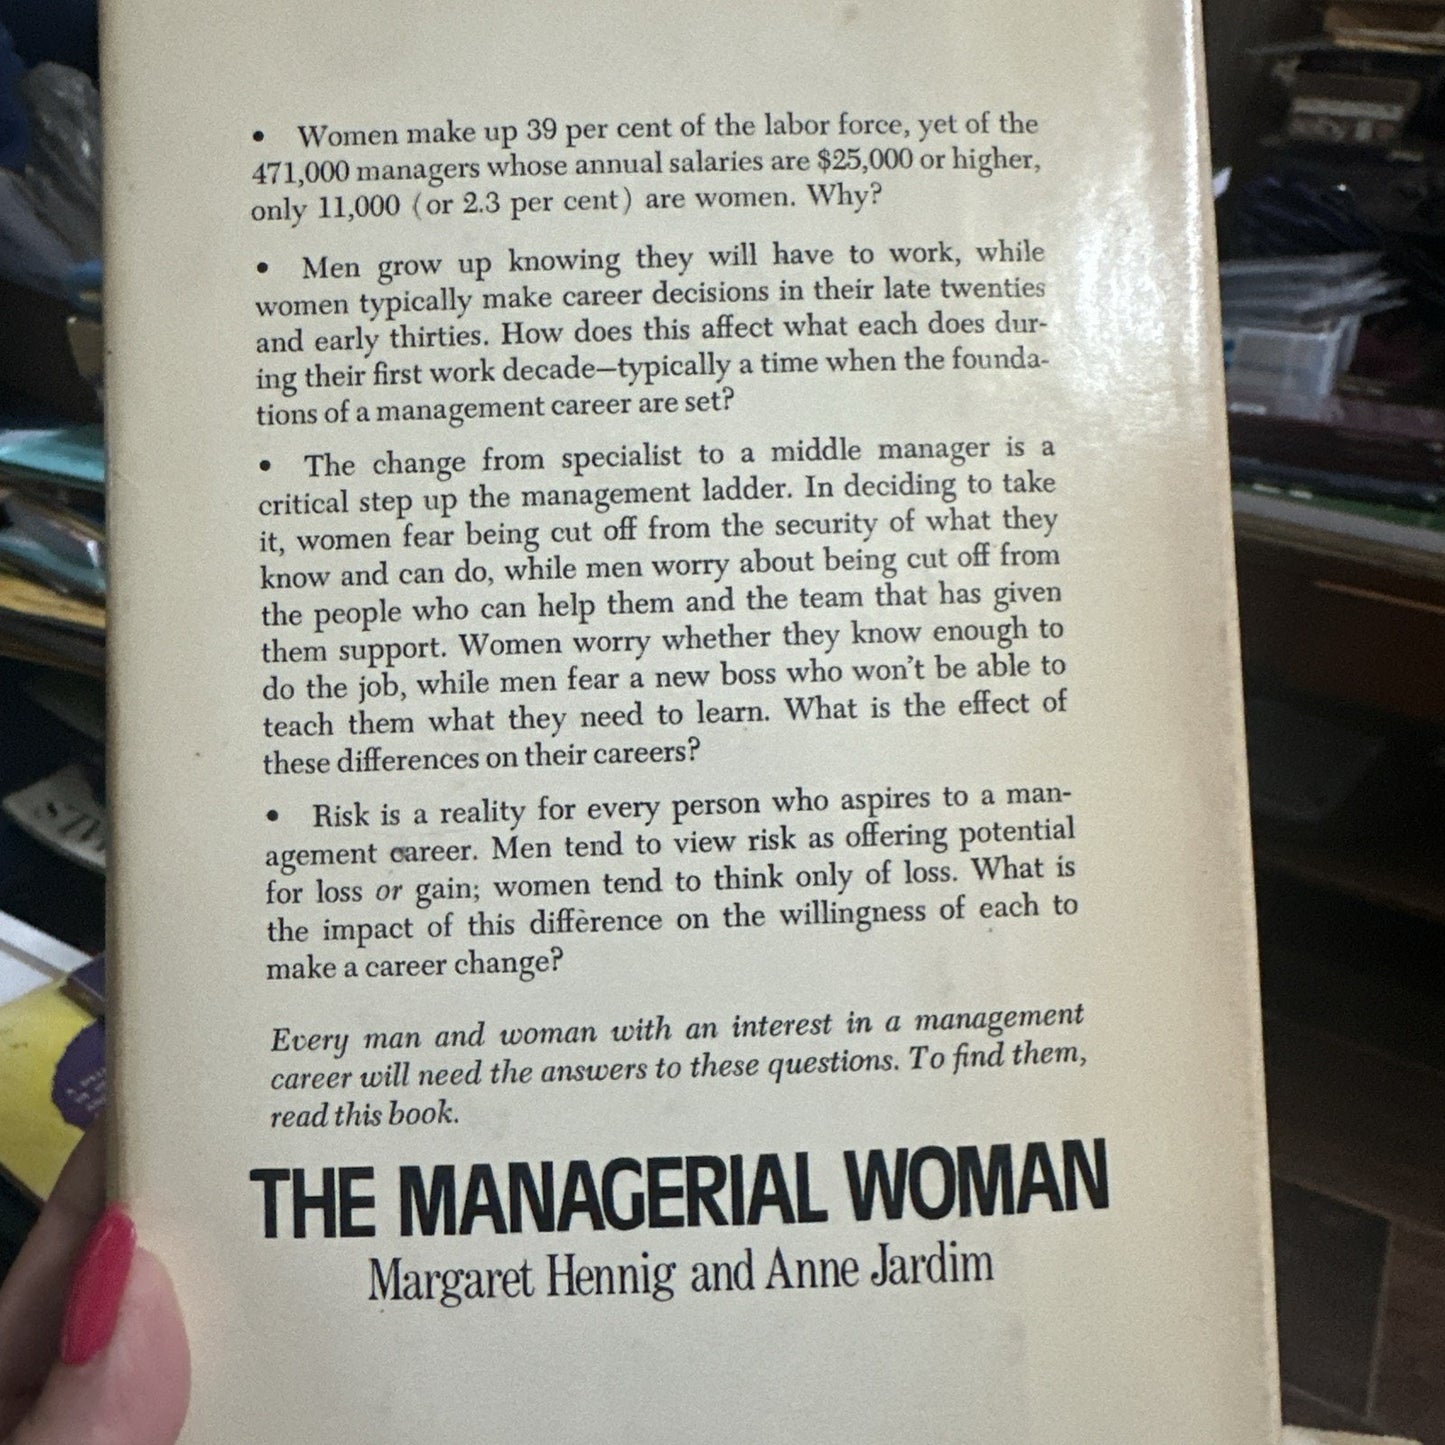 • Women make up 39 per cent of the labor force, yet of the
471,000 managers whose annual salaries are $25,000 or higher,
only 11,000 (or 2.3 per cent) are women. Why?
• Men grow up knowing they will have to work, while
women typically make career decisions in their late twenties
and early thirties. How does this affect what each does dur-
ing their first work decade—typically a time when the founda-
tions of a management career are set?
• The change from specialist to a middle manager is a
critical step up the management ladder. In deciding to take
it, women fear being cut off from the security of what they
know and can do, while men worry about being cut off from
the people who can help them and the team that has given
them support. Women worry whether they know enough to
do the job, while men fear a new boss who won't be able to
teach them what they need to learn. What is the effect of
these differences on their careers?
• Risk is a reality for every person who aspires to a man-
agement career. Men tend to view risk as offering potential
for loss or gain; women tend to think only of loss. What is
the impact of this difference on the willingness of each to
make a career change?
Every man and woman with an interest in a management
career will need the answers to these questions. To find them,
read this book.
THE MANAGERIAL WOMAN
Margaret Hennig and Anne Jardim